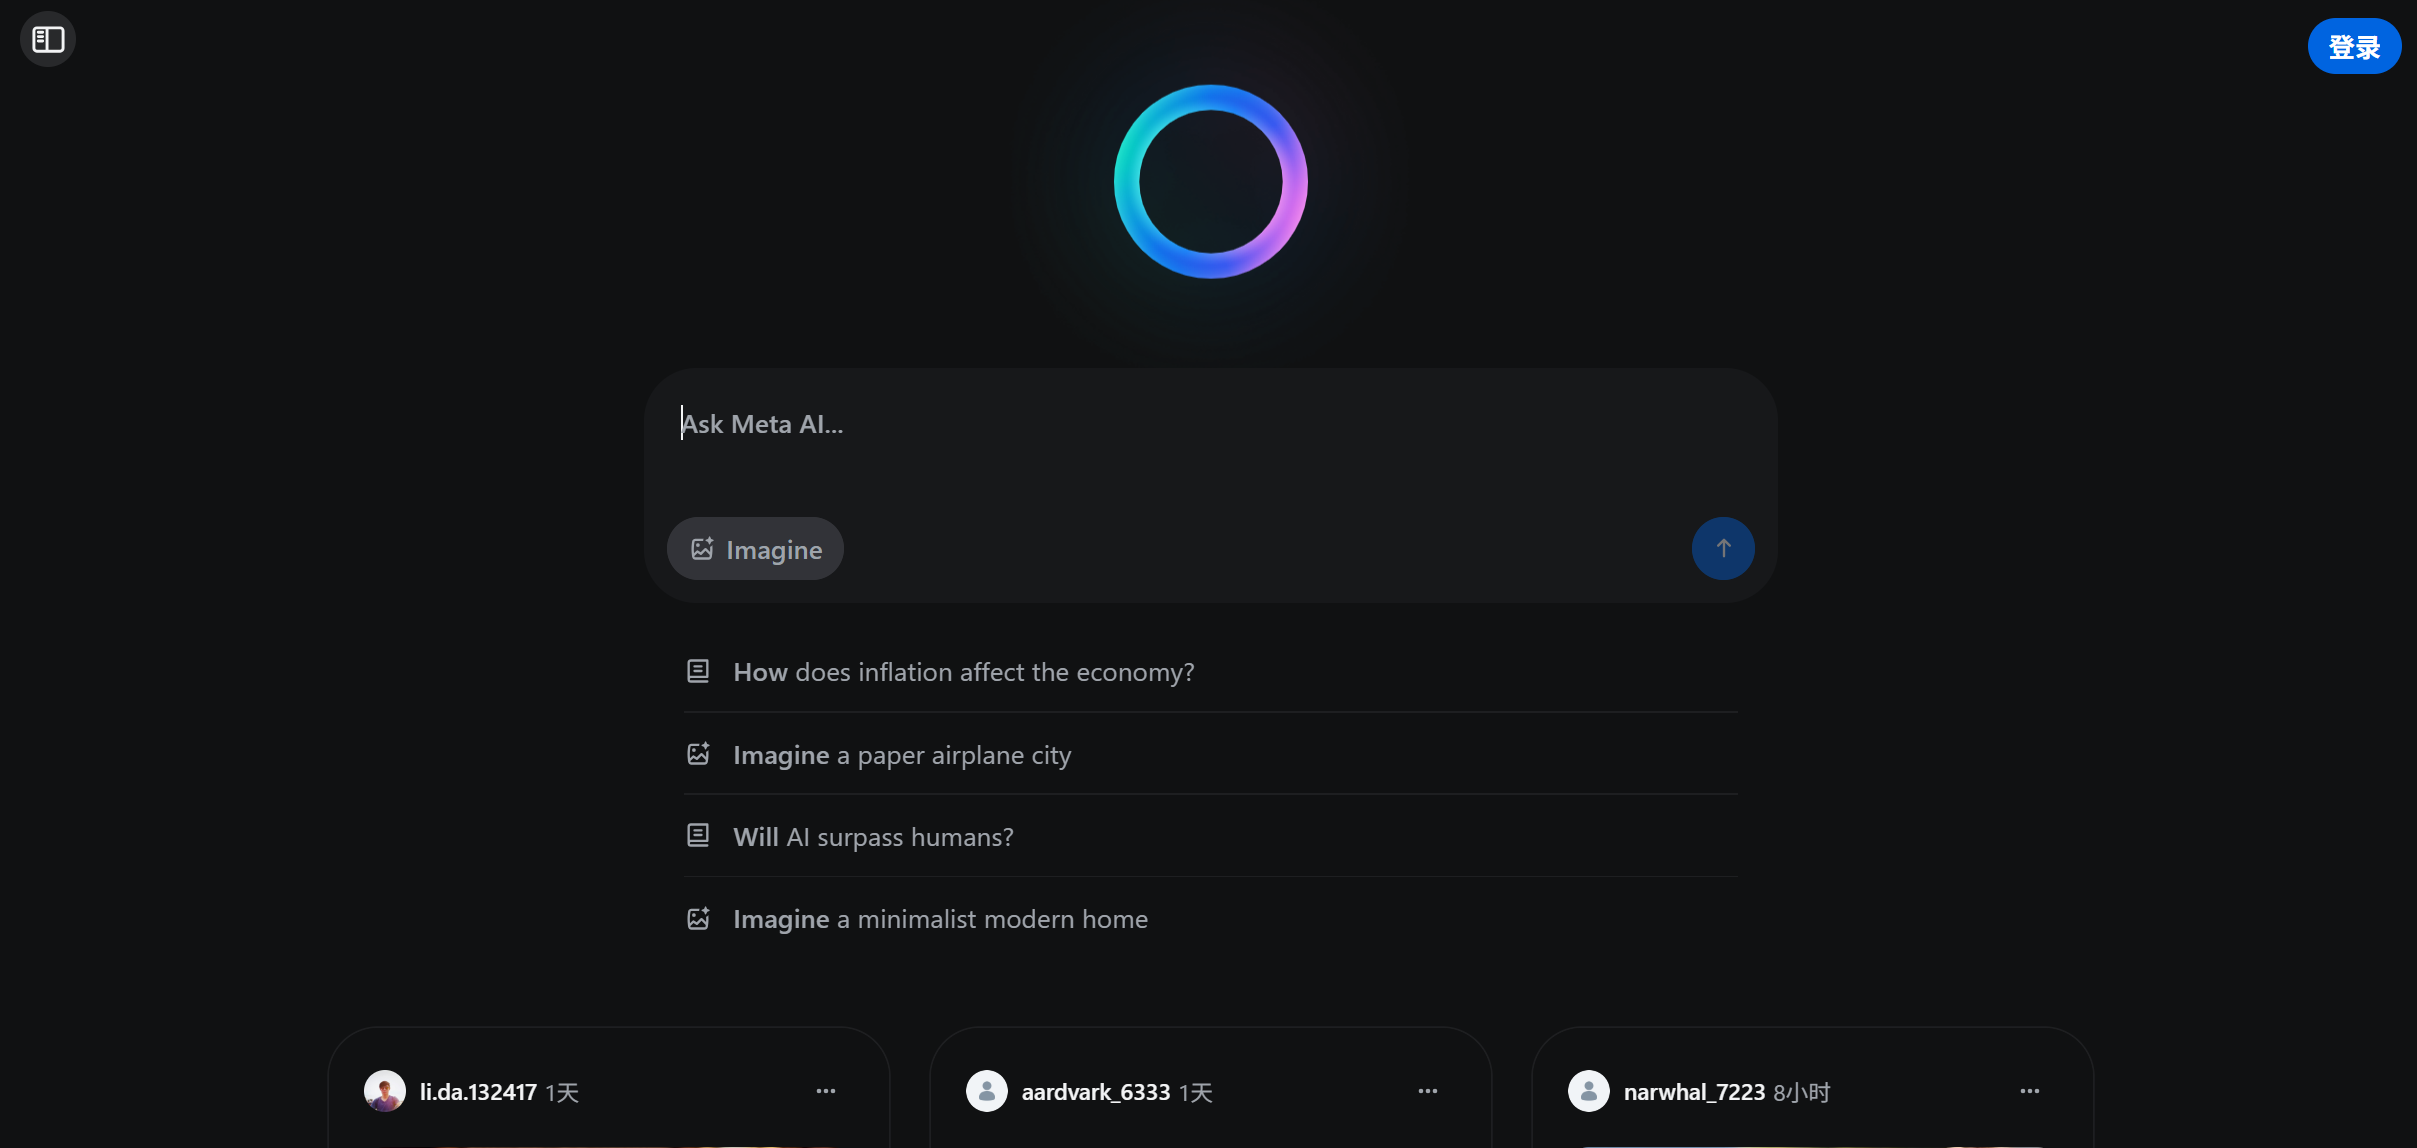 登录
Ask Meta AI...
Imagine
How does inflation affect the economy?
Imagine a paper airplane city
Will AI surpass humans?
Imagine a minimalist modern home
li.da.132417 1天
aardvark_6333 1天
narwhal_7223 8小时